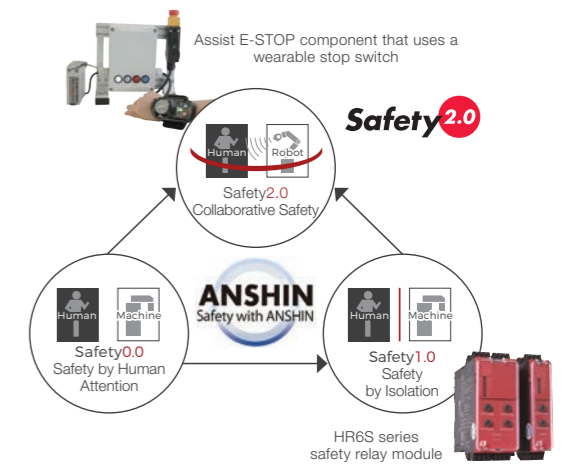 Assist E-STOP component that uses a
wearable stop switch
Safety2.0
Human
Robot
Safety2.0
Collaborative Safety
ANSHIN
Safety with ANSHIN
Human
Machine
Safety0.0
Safety by Human
Attention
Human
Machine
Safety1.0
Safety
by Isolation
HR6S series
safety relay module